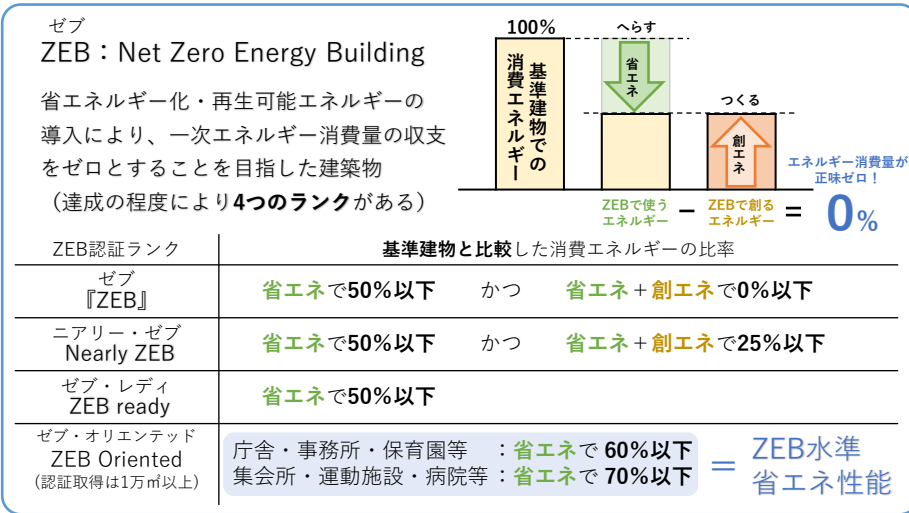 ゼブ
ZEB：Net Zero Energy Building
省エネルギー化・再生可能エネルギーの
導入により、一次エネルギー消費量の収支
をゼロとすることを目指した建築物
（達成の程度により4つのランクがある）
100%
基準建物での
消費エネルギー
へらす
省エネ
つくる
創エネ
ZEBで使う
エネルギー
−
ZEBで創る
エネルギー
=
エネルギー消費量が
正味ゼロ！
0%
ZEB認証ランク 基準建物と比較した消費エネルギーの比率
ゼブ
『ZEB』 省エネで50%以下 かつ 省エネ+創エネで0%以下
ニアリー・ゼブ
Nearly ZEB 省エネで50%以下 かつ 省エネ+創エネで25%以下
ゼブ・レディ
ZEB ready 省エネで50%以下
ゼブ・オリエンテッド
ZEB Oriented
(認証取得は1万㎡以上)
庁舎・事務所・保育園等 ：省エネで 60%以下
集会所・運動施設・病院等：省エネで 70%以下
= ZEB水準
省エネ性能